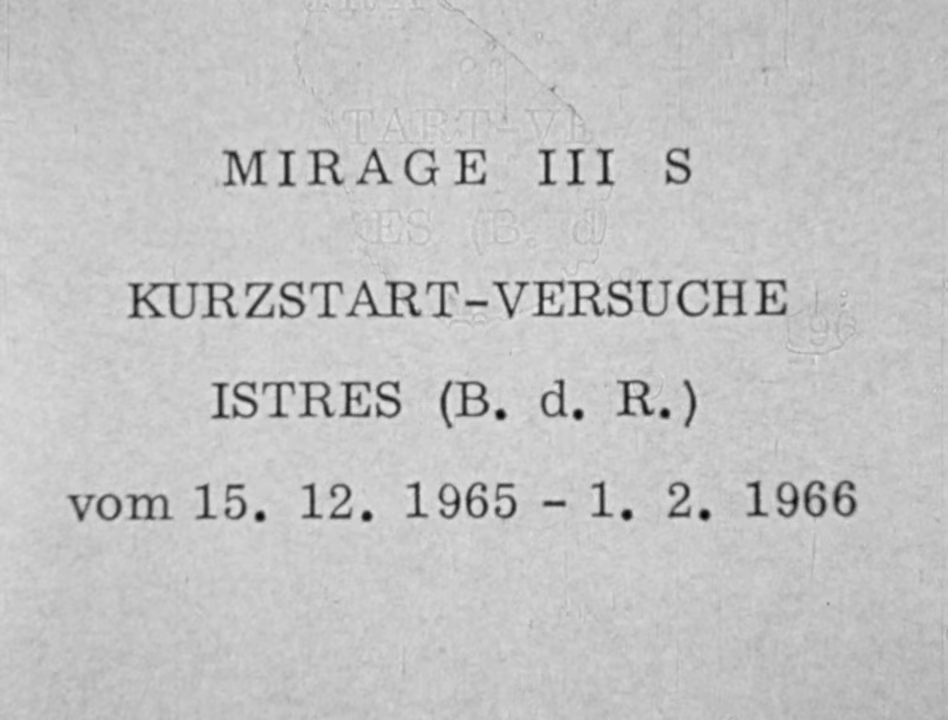 MIRAGE III S
KURZSTART-VERSUCHE
ISTRES (B. d. R.)
vom 15. 12. 1965 - 1. 2. 1966